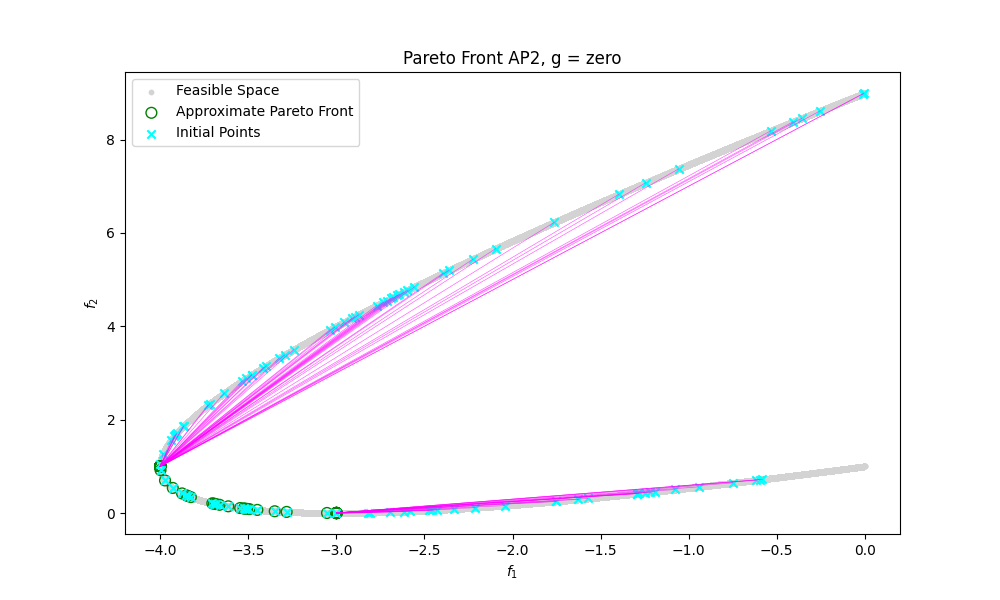 Pareto Front AP2, g = zero
Feasible Space
Approximate Pareto Front
Initial Points
8
6
4
2
0
f₂
−4.0 −3.5 −3.0 −2.5 −2.0 −1.5 −1.0 −0.5 0.0
f₁